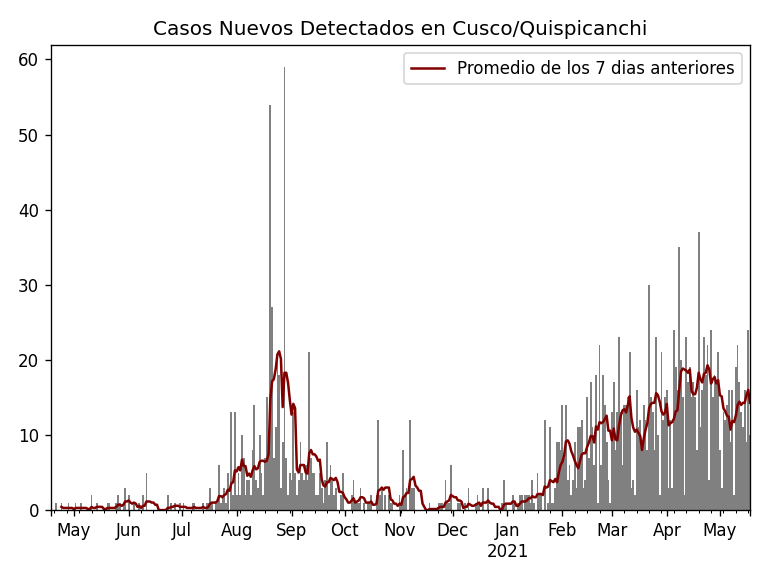 Casos Nuevos Detectados en Cusco/Quispicanchi
Promedio de los 7 dias anteriores
60
50
40
30
20
10
0
May Jun Jul Aug Sep Oct Nov Dec Jan Feb Mar Apr May
2021